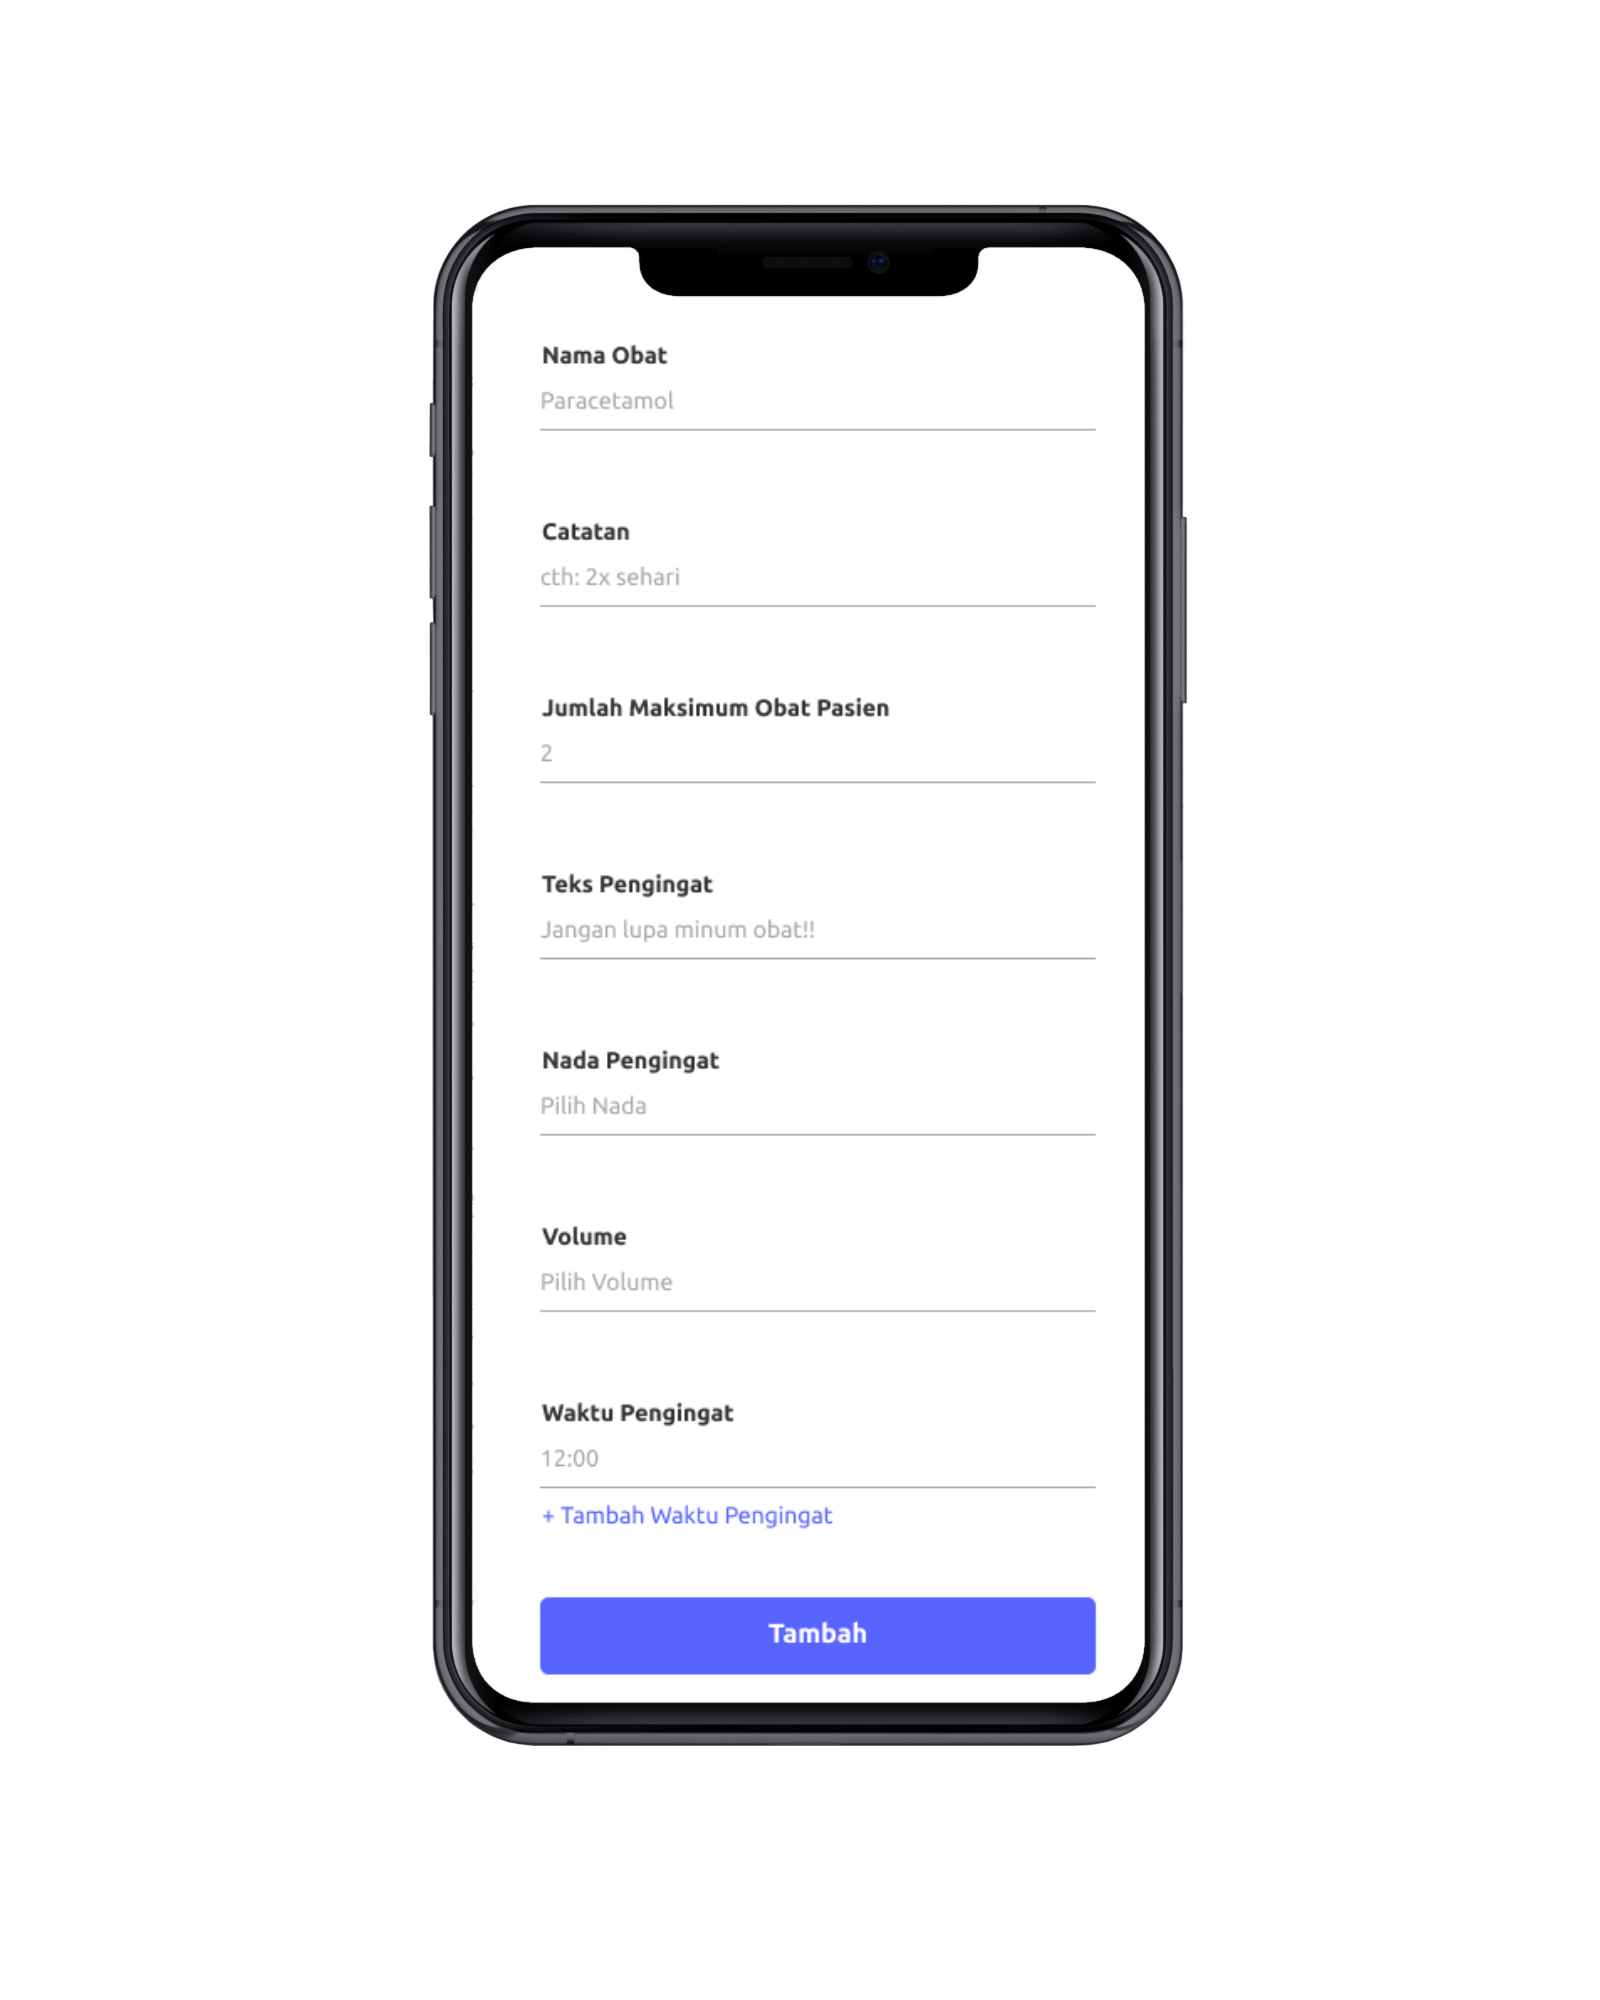 Nama Obat
Paracetamol
Catatan
cth: 2x sehari
Jumlah Maksimum Obat Pasien
2
Teks Pengingat
Jangan lupa minum obat!!
Nada Pengingat
Pilih Nada
Volume
Pilih Volume
Waktu Pengingat
12:00
+ Tambah Waktu Pengingat
Tambah